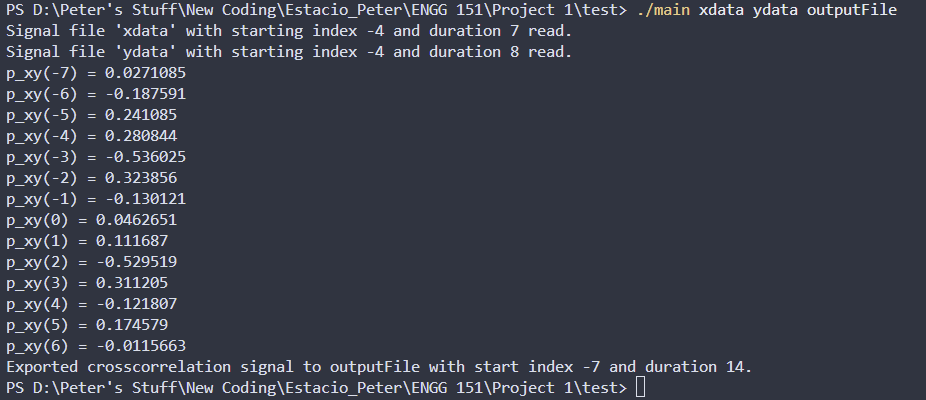 PS D:\Peter's Stuff\New Coding\Estacio_Peter\ENGG 151\Project 1\test> ./main xdata ydata outputFile
Signal file 'xdata' with starting index -4 and duration 7 read.
Signal file 'ydata' with starting index -4 and duration 8 read.
p_xy(-7) = 0.0271085
p_xy(-6) = -0.187591
p_xy(-5) = 0.241085
p_xy(-4) = 0.280844
p_xy(-3) = -0.536025
p_xy(-2) = 0.323856
p_xy(-1) = -0.130121
p_xy(0) = 0.0462651
p_xy(1) = 0.111687
p_xy(2) = -0.529519
p_xy(3) = 0.311205
p_xy(4) = -0.121807
p_xy(5) = 0.174579
p_xy(6) = -0.0115663
Exported crosscorrelation signal to outputFile with start index -7 and duration 14.
PS D:\Peter's Stuff\New Coding\Estacio_Peter\ENGG 151\Project 1\test>